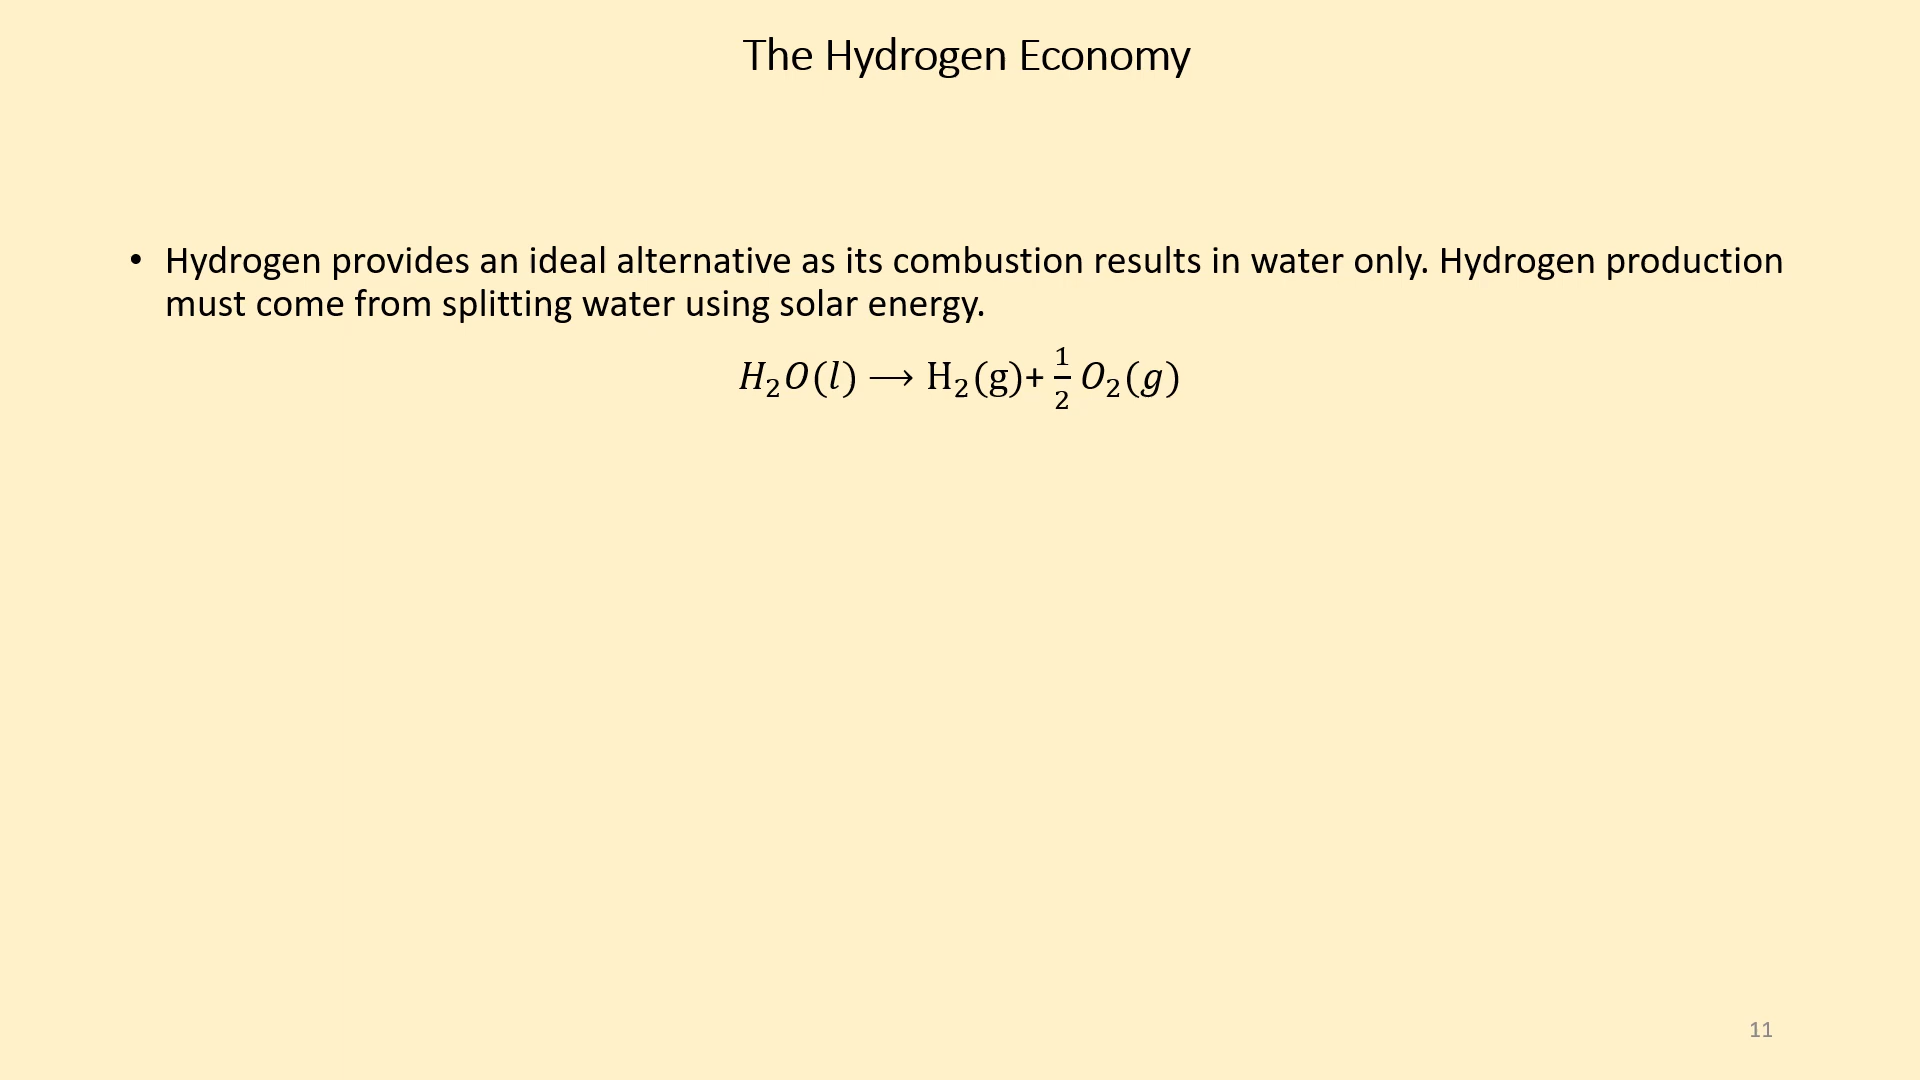 The Hydrogen Economy
• Hydrogen provides an ideal alternative as its combustion results in water only. Hydrogen production
must come from splitting water using solar energy.
H₂O(l) ⟶ H₂(g)+ ½ O₂(g)
11